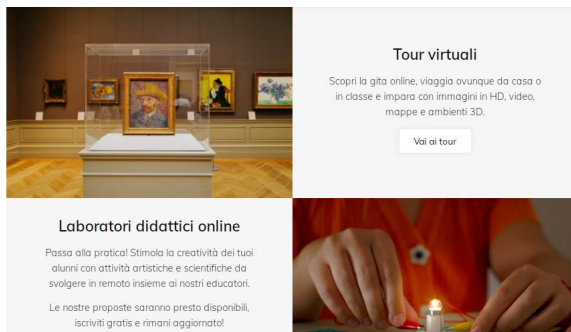 Tour virtuali
Scopri la gita online, viaggia ovunque da casa o
in classe e impara con immagini in HD, video,
mappe e ambienti 3D.
Vai ai tour
Laboratori didattici online
Passa alla pratica! Stimola la creatività dei tuoi
alunni con attività artistiche e scientifiche da
svolgere in remoto insieme ai nostri educatori.
Le nostre proposte saranno presto disponibili,
iscriviti gratis e rimani aggiornato!